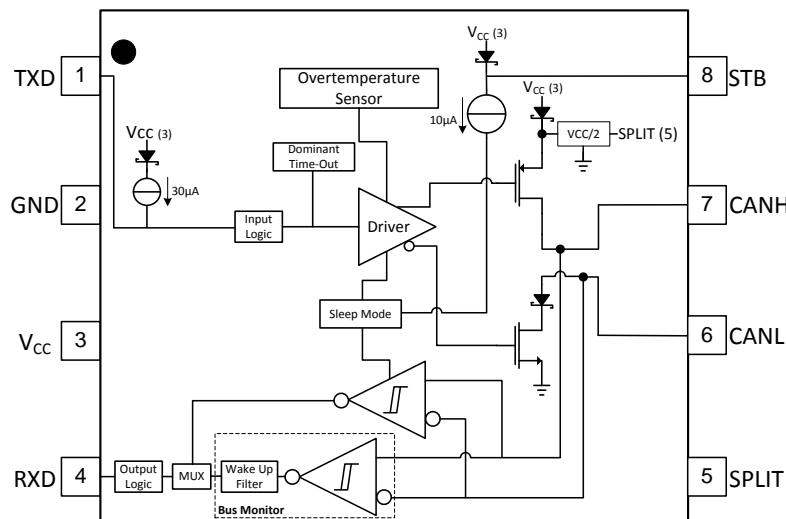 VCC (3)
TXD
1
8
STB
Overtemperature
Sensor
VCC (3)
10µA
VCC/2
SPLIT (5)
VCC (3)
Dominant
Time-Out
30µA
GND
2
7
CANH
Input
Logic
Driver
Sleep Mode
VCC
3
6
CANL
RXD
4
5
SPLIT
Output
Logic
MUX
Wake Up
Filter
Bus Monitor